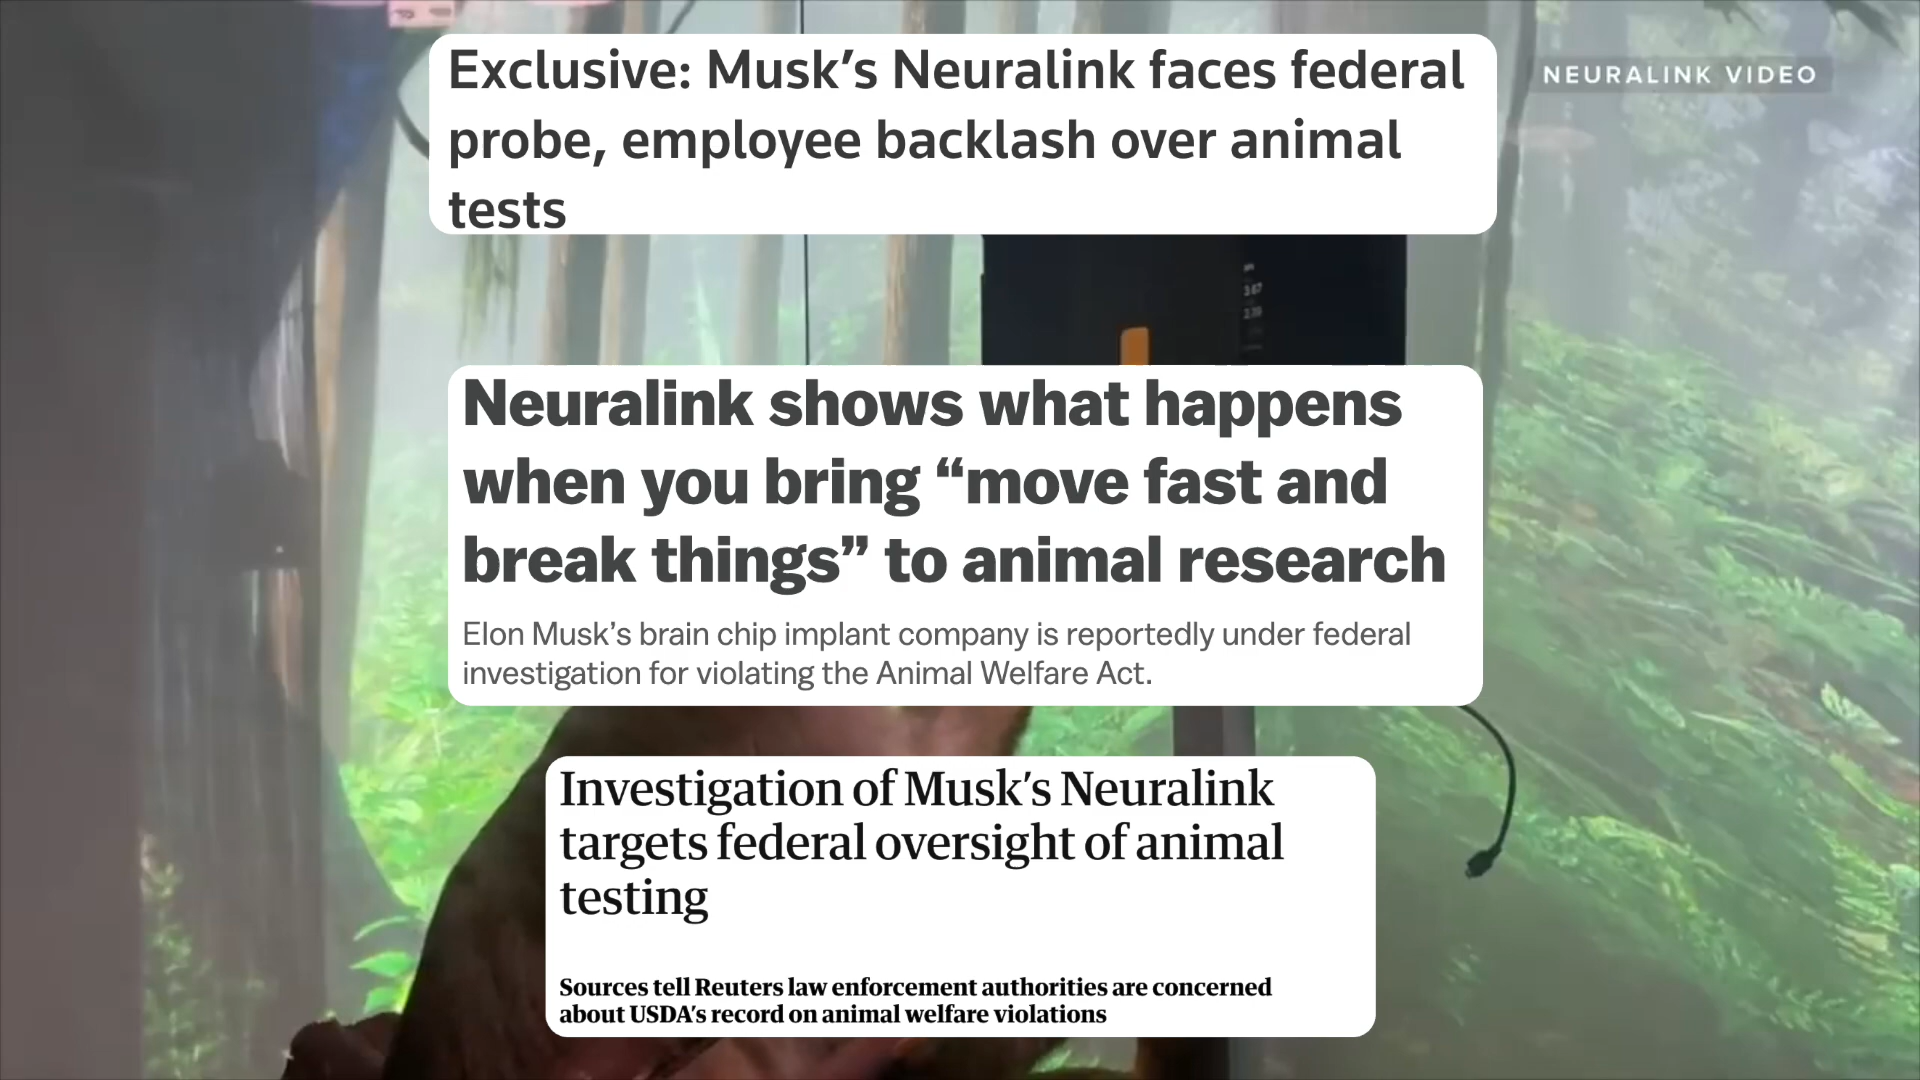 NEURALINK VIDEO
Exclusive: Musk’s Neuralink faces federal
probe, employee backlash over animal
tests
3.67
Neuralink shows what happens
when you bring “move fast and
break things” to animal research
Elon Musk’s brain chip implant company is reportedly under federal
investigation for violating the Animal Welfare Act.
Investigation of Musk’s Neuralink
targets federal oversight of animal
testing
Sources tell Reuters law enforcement authorities are concerned
about USDA’s record on animal welfare violations